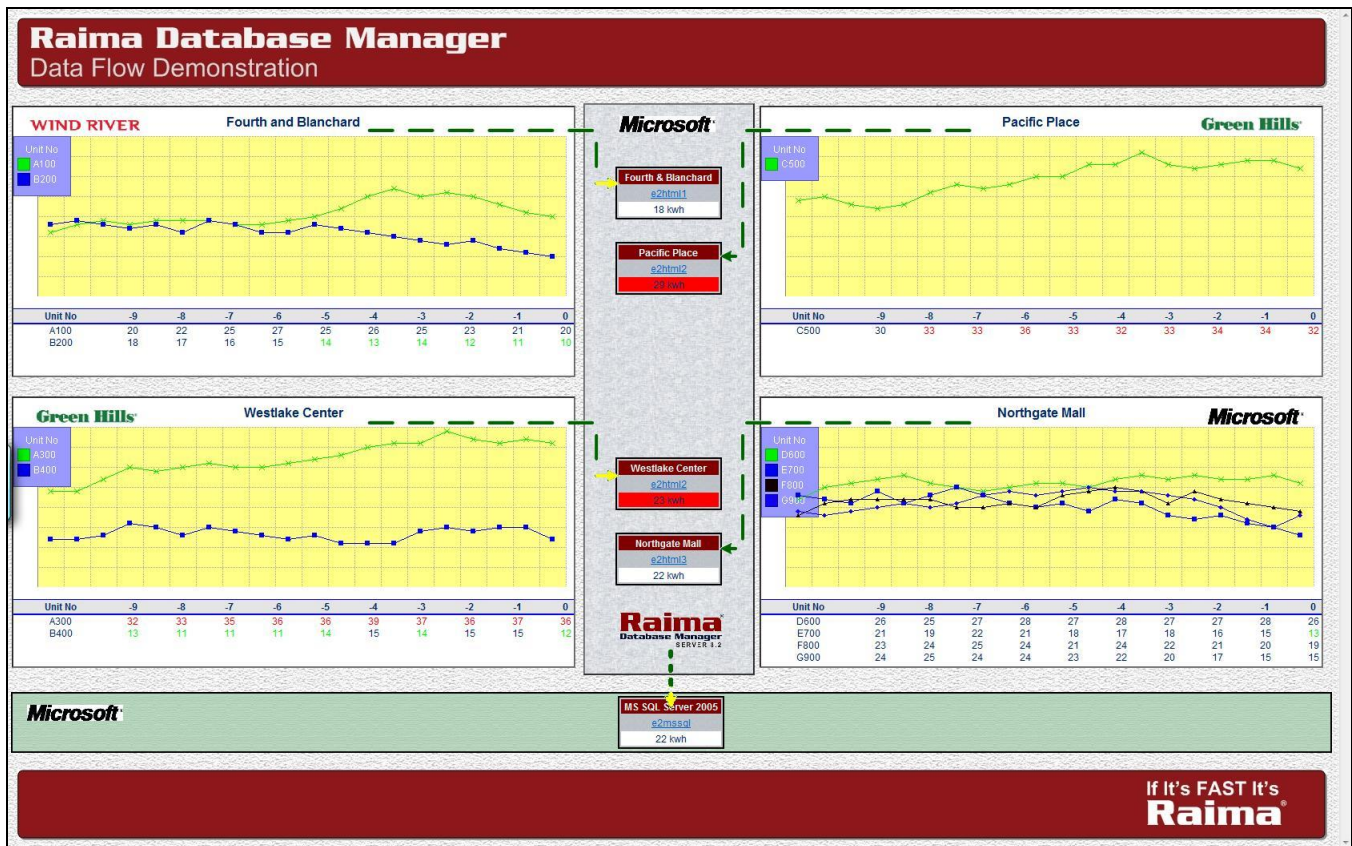 Raima Database Manager
Data Flow Demonstration
WIND RIVER
Fourth and Blanchard
Unit No
A100
B200
Unit No -9 -8 -7 -6 -5 -4 -3 -2 -1 0
A100 20 22 25 27 25 26 25 23 21 20
B200 18 17 16 15 14 13 14 12 11 10
Microsoft
Fourth & Blanchard
e2html1
18 kwh
Pacific Place
e2html2
29 kwh
Pacific Place
Green Hills
Unit No
C500
Unit No -9 -8 -7 -6 -5 -4 -3 -2 -1 0
C500 30 33 33 36 33 32 33 34 34 32
Green Hills
Westlake Center
Unit No
A300
B400
Unit No -9 -8 -7 -6 -5 -4 -3 -2 -1 0
A300 32 33 35 36 36 39 37 36 37 36
B400 13 11 11 11 14 15 14 15 15 12
Westlake Center
e2html2
23 kwh
Northgate Mall
e2html3
22 kwh
Raima
Database Manager
SERVER 8.2
Northgate Mall
Microsoft
Unit No
D600
E700
F800
G900
Unit No -9 -8 -7 -6 -5 -4 -3 -2 -1 0
D600 26 25 27 28 27 28 27 27 28 26
E700 21 19 22 21 18 17 18 16 15 13
F800 23 24 25 24 21 24 22 21 20 19
G900 24 25 24 24 23 22 20 17 15 15
Microsoft
MS SQL Server 2005
e2mssql
22 kwh
If It's FAST It's
Raima®